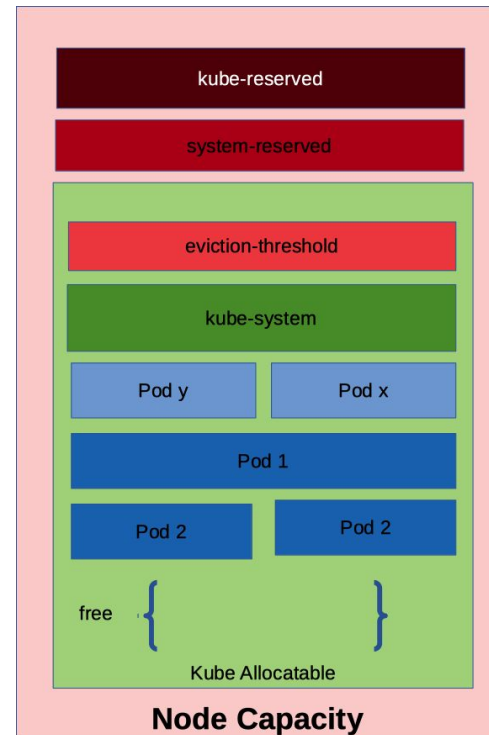 kube-reserved
system-reserved
eviction-threshold
kube-system
Pod y
Pod x
Pod 1
Pod 2
Pod 2
free
Kube Allocatable
Node Capacity